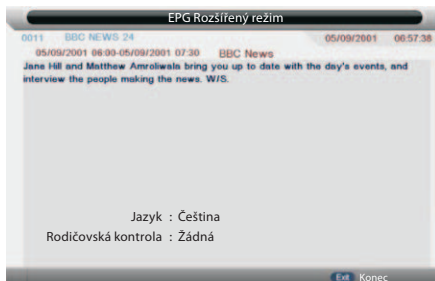 EPG Rozšířený režim
0011 BBC NEWS 24 05/09/2001 06:57:38
05/09/2001 06:00-05/09/2001 07:30 BBC News
Jane Hill and Matthew Amroliwala bring you up to date with the day's events, and
interview the people making the news. W/S.
Jazyk : Čeština
Rodičovská kontrola : Žádná
Exit Konec